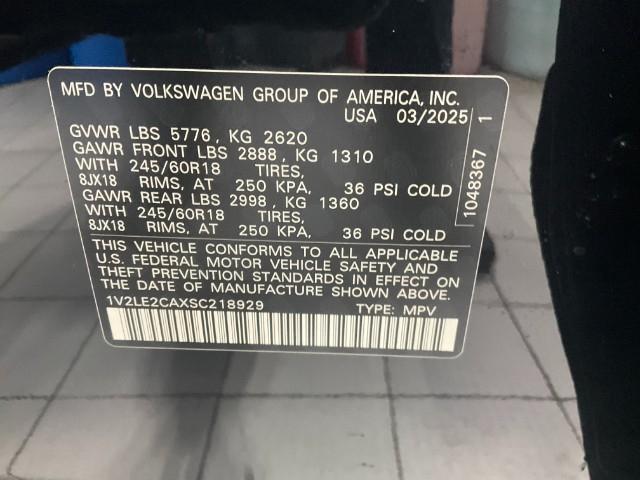 MFD BY VOLKSWAGEN GROUP OF AMERICA, INC.
USA 03/2025
GVWR LBS 5776, KG 2620
GAWR FRONT LBS 2888, KG 1310
WITH 245/60R18 TIRES,
8JX18 RIMS, AT 250 KPA, 36 PSI COLD
GAWR REAR LBS 2998, KG 1360
WITH 245/60R18 TIRES,
8JX18 RIMS, AT 250 KPA, 36 PSI COLD
1048367 1
THIS VEHICLE CONFORMS TO ALL APPLICABLE
U.S. FEDERAL MOTOR VEHICLE SAFETY AND
THEFT PREVENTION STANDARDS IN EFFECT ON
THE DATE OF MANUFACTURE SHOWN ABOVE.
1V2LE2CAXSC218929 TYPE: MPV